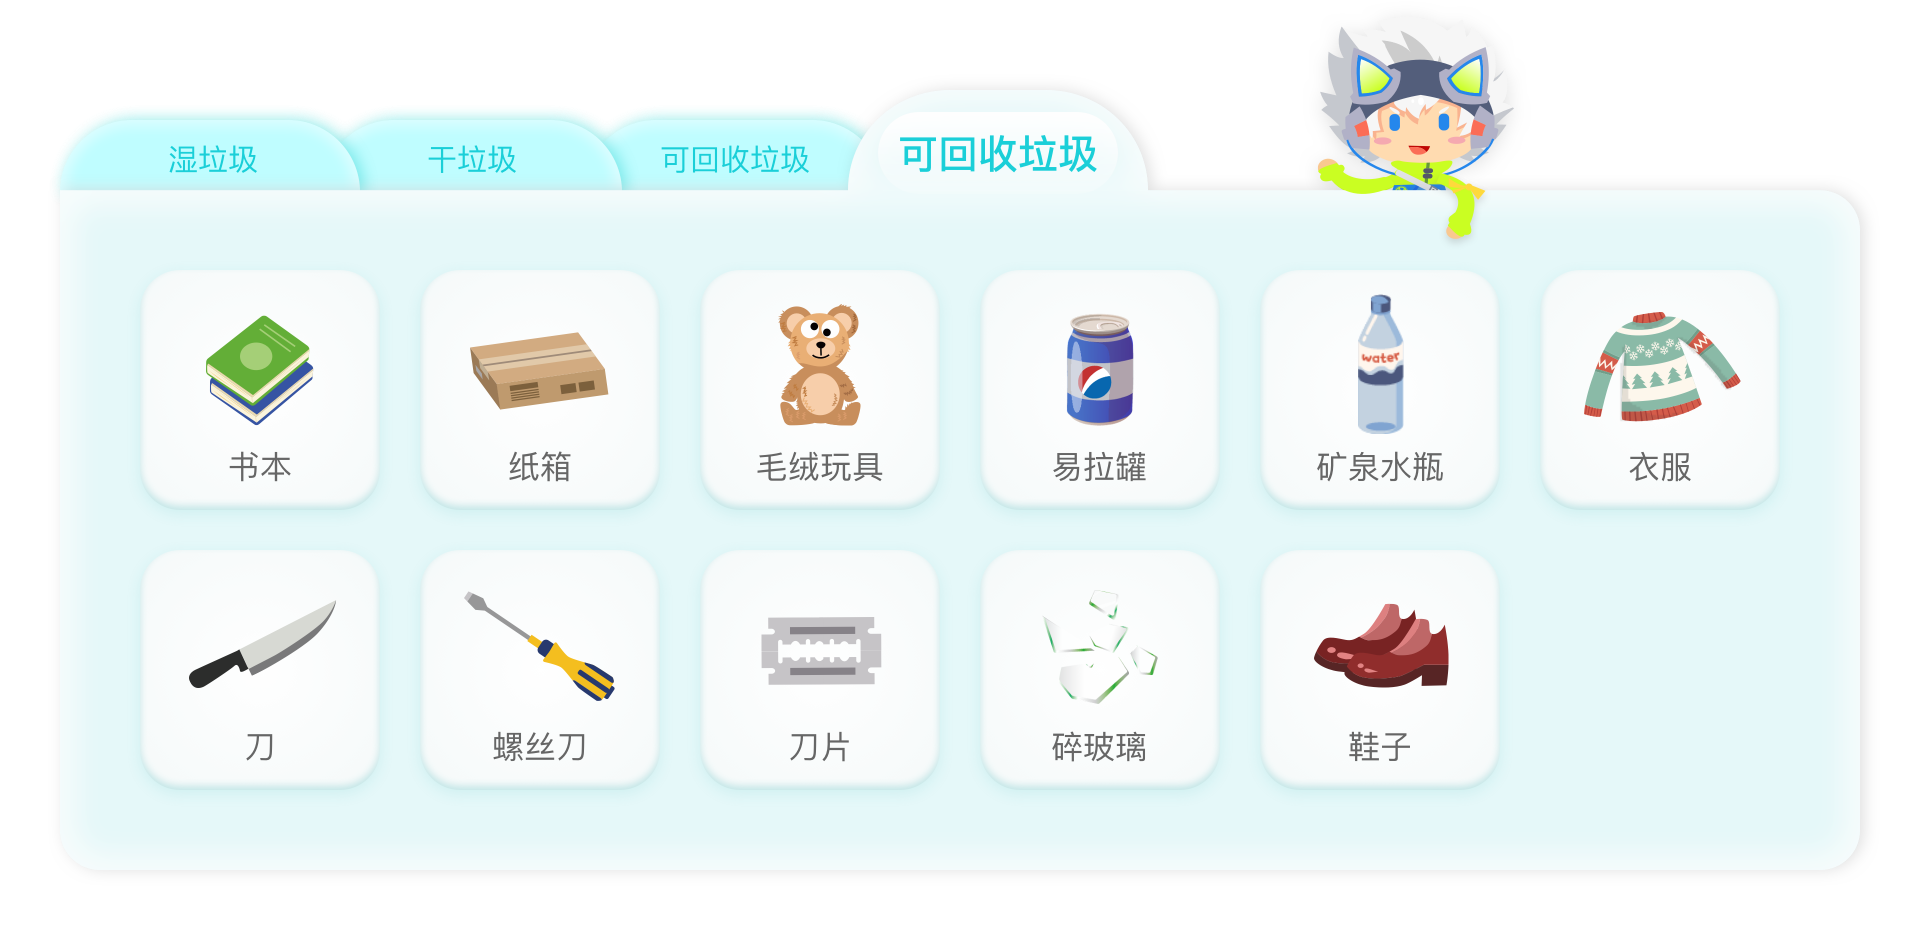 湿垃圾
干垃圾
可回收垃圾
可回收垃圾
water
书本
纸箱
毛绒玩具
易拉罐
矿泉水瓶
衣服
刀
螺丝刀
刀片
碎玻璃
鞋子